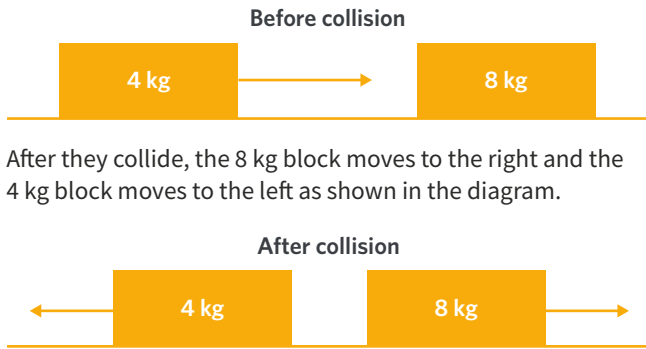 Before collision
4 kg 8 kg
After they collide, the 8 kg block moves to the right and the
4 kg block moves to the left as shown in the diagram.
After collision
4 kg 8 kg